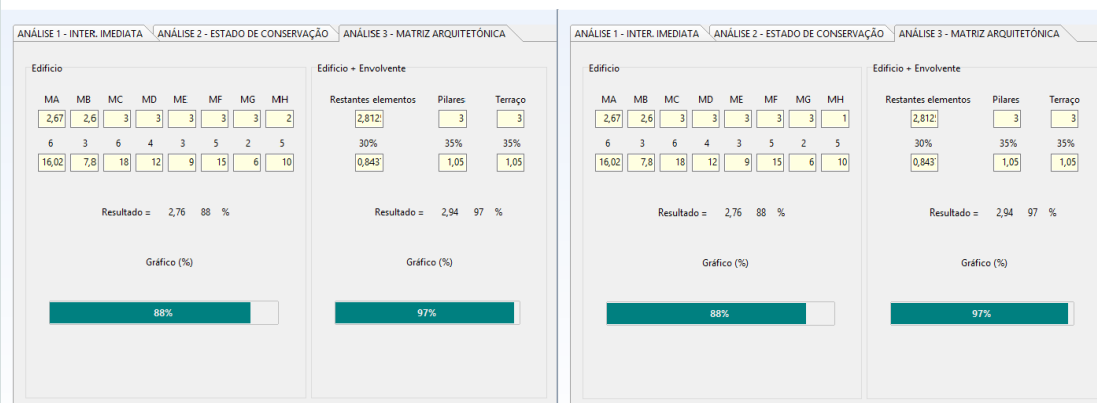 ANÁLISE 1 - INTER. IMEDIATA ANÁLISE 2 - ESTADO DE CONSERVAÇÃO ANÁLISE 3 - MATRIZ ARQUITETÓNICA
Edifício Edifício + Envolvente
MA MB MC MD ME MF MG MH Restantes elementos Pilares Terraço
2,67 2,6 3 3 3 3 3 2 2,812 3 3
6 3 6 4 3 5 2 5 30% 35% 35%
16,02 7,8 18 12 9 15 6 10 0,843 1,05 1,05
Resultado = 2,76 88 % Resultado = 2,94 97 %
Gráfico (%) Gráfico (%)
88% 97%
ANÁLISE 1 - INTER. IMEDIATA ANÁLISE 2 - ESTADO DE CONSERVAÇÃO ANÁLISE 3 - MATRIZ ARQUITETÓNICA
Edifício Edifício + Envolvente
MA MB MC MD ME MF MG MH Restantes elementos Pilares Terraço
2,67 2,6 3 3 3 3 3 1 2,812 3 3
6 3 6 4 3 5 2 5 30% 35% 35%
16,02 7,8 18 12 9 15 6 10 0,843 1,05 1,05
Resultado = 2,76 88 % Resultado = 2,94 97 %
Gráfico (%) Gráfico (%)
88% 97%